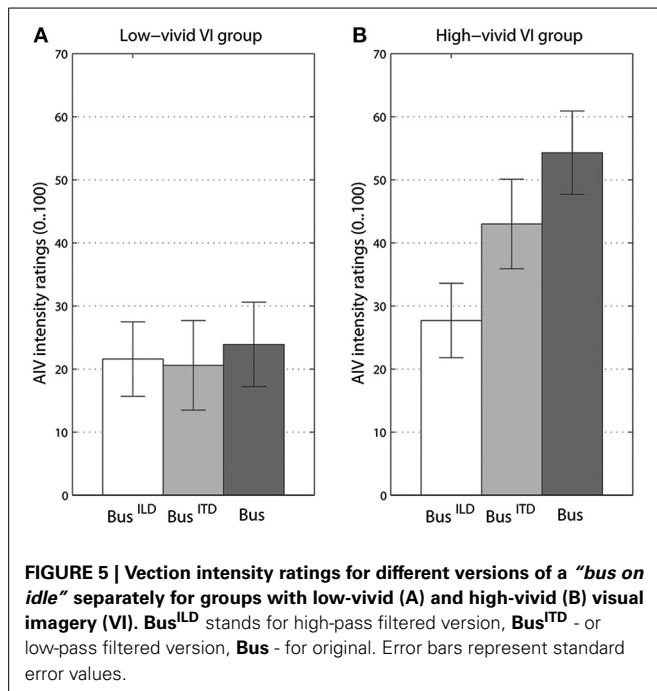 A Low−vivid VI group
B High−vivid VI group
AIV intensity ratings (0..100)
70
60
50
40
30
20
10
0
Bus ILD Bus ITD Bus
AIV intensity ratings (0..100)
70
60
50
40
30
20
10
0
Bus ILD Bus ITD Bus
FIGURE 5 | Vection intensity ratings for different versions of a “bus on
idle” separately for groups with low-vivid (A) and high-vivid (B) visual
imagery (VI). BusILD stands for high-pass filtered version, BusITD - or
low-pass filtered version, Bus - for original. Error bars represent standard
error values.